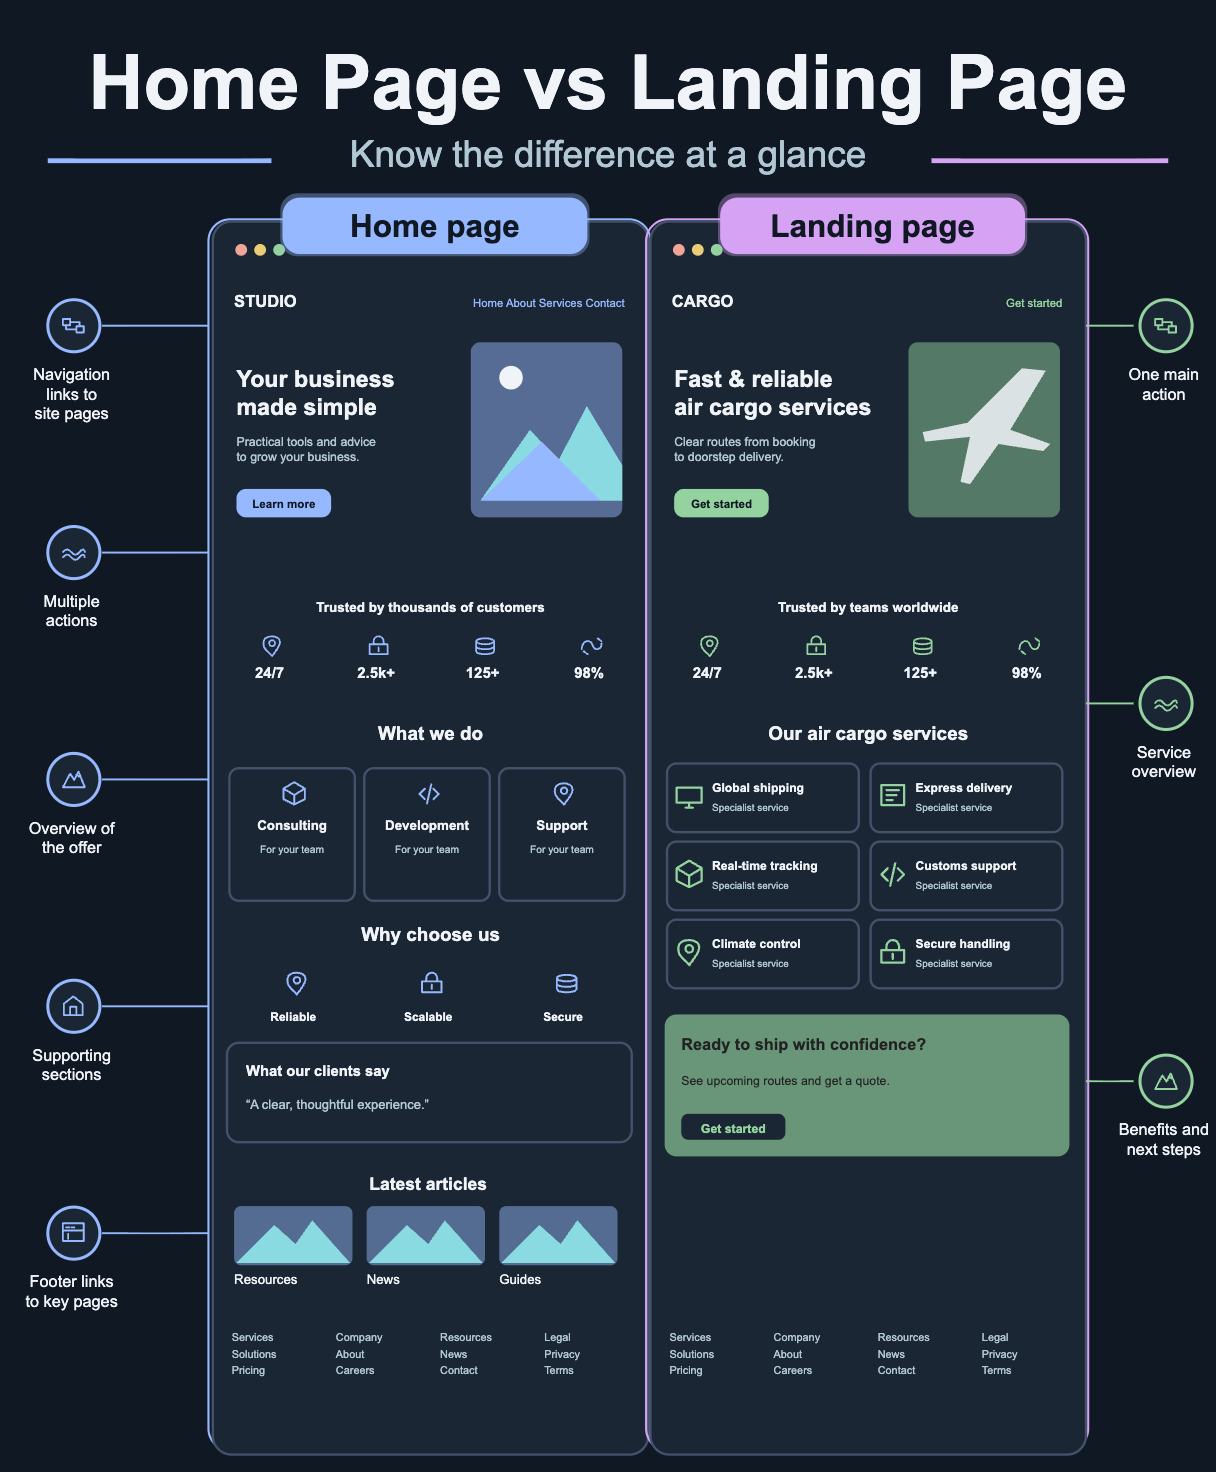 Home Page vs Landing Page
Know the difference at a glance
Home page
STUDIO
Home About Services Contact
Your business
made simple
Practical tools and advice
to grow your business.
Learn more
Trusted by thousands of customers
24/7
2.5k+
125+
98%
What we do
Consulting
For your team
Development
For your team
Support
For your team
Why choose us
Reliable
Scalable
Secure
What our clients say
“A clear, thoughtful experience.”
Latest articles
Resources
News
Guides
Services
Solutions
Pricing
Company
About
Careers
Resources
News
Contact
Legal
Privacy
Terms
Navigation
links to
site pages
Multiple
actions
Overview of
the offer
Supporting
sections
Footer links
to key pages
Landing page
CARGO
Get started
Fast & reliable
air cargo services
Clear routes from booking
to doorstep delivery.
Get started
Trusted by teams worldwide
24/7
2.5k+
125+
98%
Our air cargo services
Global shipping
Specialist service
Express delivery
Specialist service
Real-time tracking
Specialist service
Customs support
Specialist service
Climate control
Specialist service
Secure handling
Specialist service
Ready to ship with confidence?
See upcoming routes and get a quote.
Get started
Services
Solutions
Pricing
Company
About
Careers
Resources
News
Contact
Legal
Privacy
Terms
One main
action
Service
overview
Benefits and
next steps